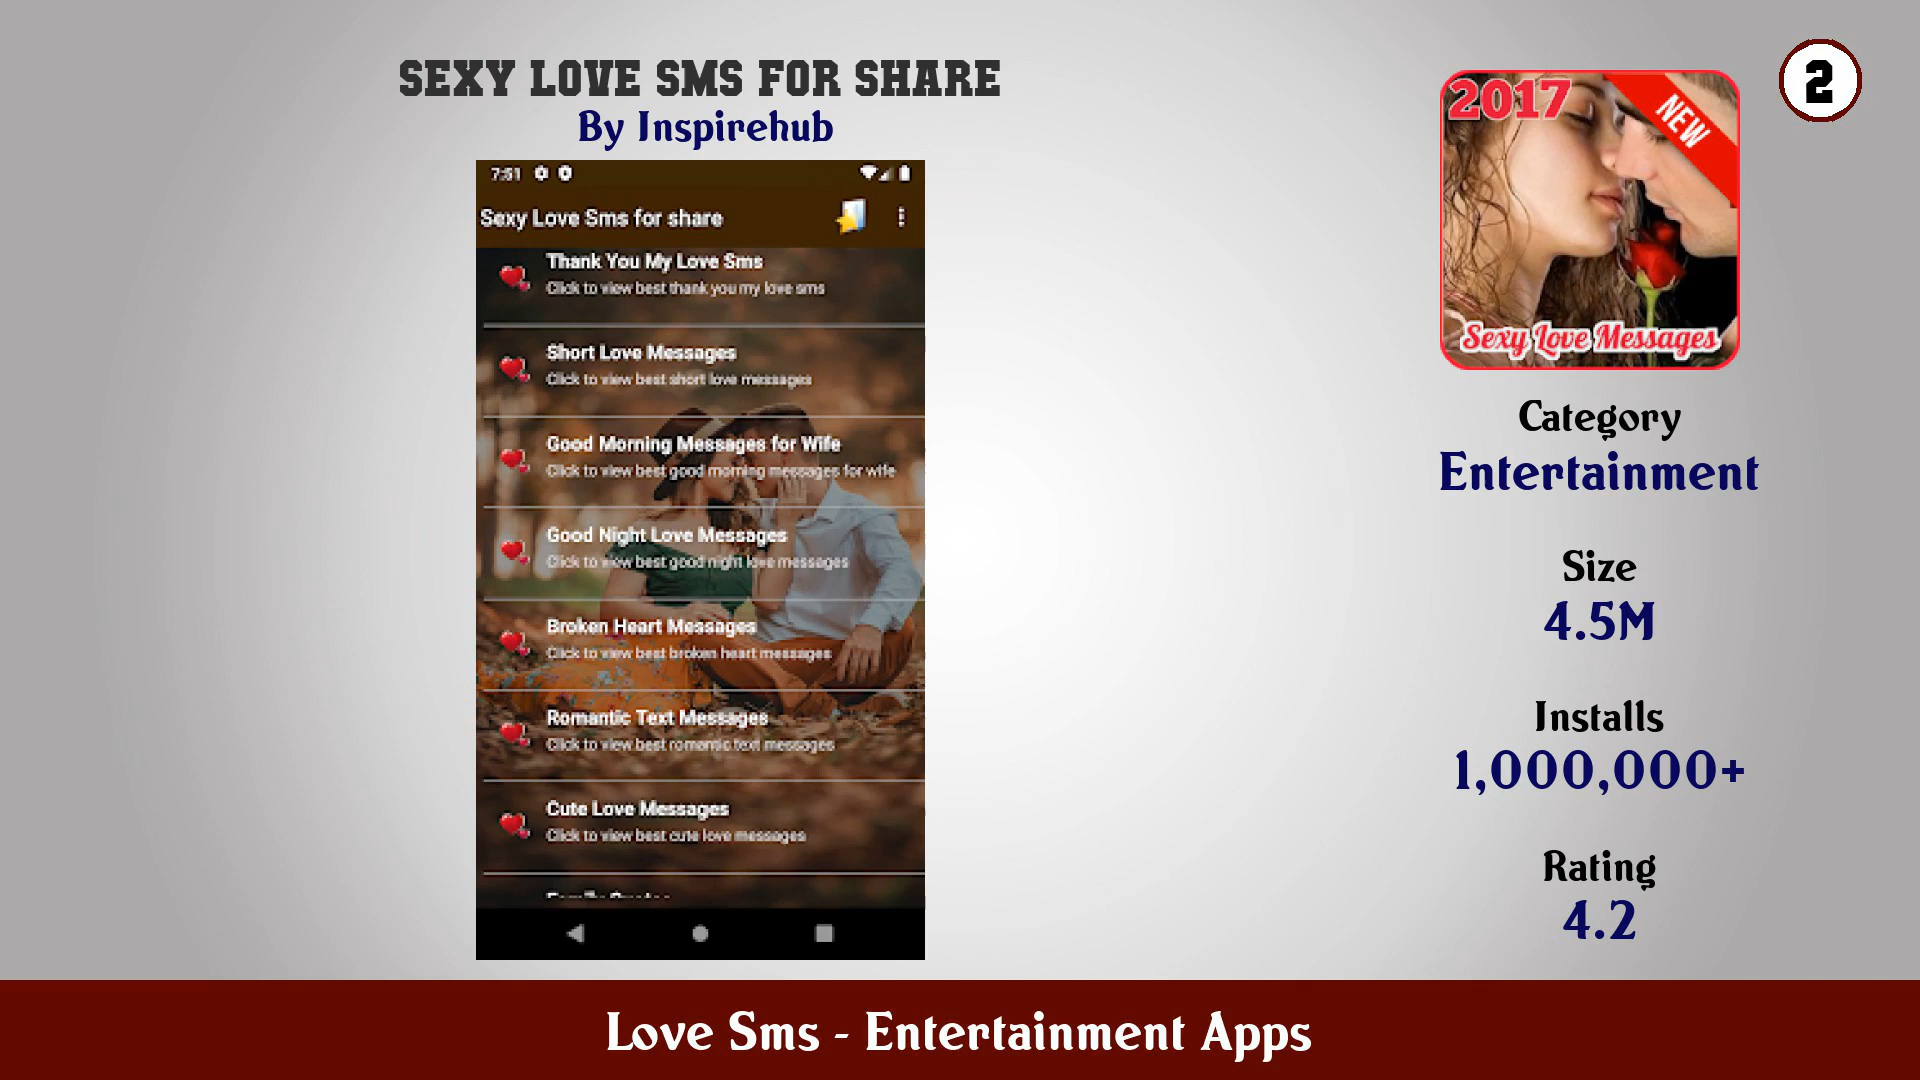 SEXY LOVE SMS FOR SHARE
By Inspirehub
7:51
Sexy Love Sms for share
Thank You My Love Sms
Click to view best thank you my love sms
Short Love Messages
Click to view best short love messages
Good Morning Messages for Wife
Click to view best good morning messages for wife
Good Night Love Messages
Click to view best good night love messages
Broken Heart Messages
Click to view best broken heart messages
Romantic Text Messages
Click to view best romantic text messages
Cute Love Messages
Click to view best cute love messages
2017
NEW
Sexy Love Messages
2
Category
Entertainment
Size
4.5M
Installs
1,000,000+
Rating
4.2
Love Sms - Entertainment Apps